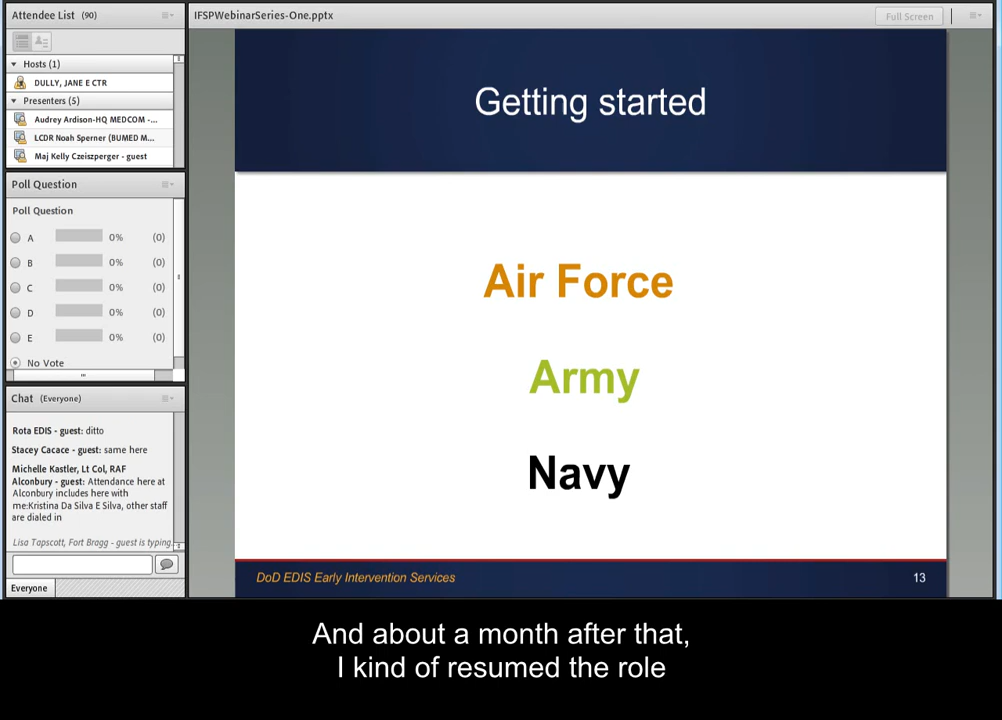 Attendee List (90)
Hosts (1)
DULLY, JANE E CTR
Presenters (5)
Audrey Ardison-HQ MEDCOM -...
LCDR Noah Sperner (BUMED M...
Maj Kelly Czeiszperger - guest
Poll Question
Poll Question
A 0% (0)
B 0% (0)
C 0% (0)
D 0% (0)
E 0% (0)
No Vote
Chat (Everyone)
Rota EDIS - guest: ditto
Stacey Cacace - guest: same here
Michelle Kastler, Lt Col, RAF
Alconbury - guest: Attendance here at
Alconbury includes here with
me:Kristina Da Silva E Silva, other staff
are dialed in
Lisa Tapscott, Fort Bragg - guest is typing.
Everyone
IFSPWebinarSeries-One.pptx
Full Screen
Getting started
Air Force
Army
Navy
DoD EDIS Early Intervention Services
13
And about a month after that,
I kind of resumed the role